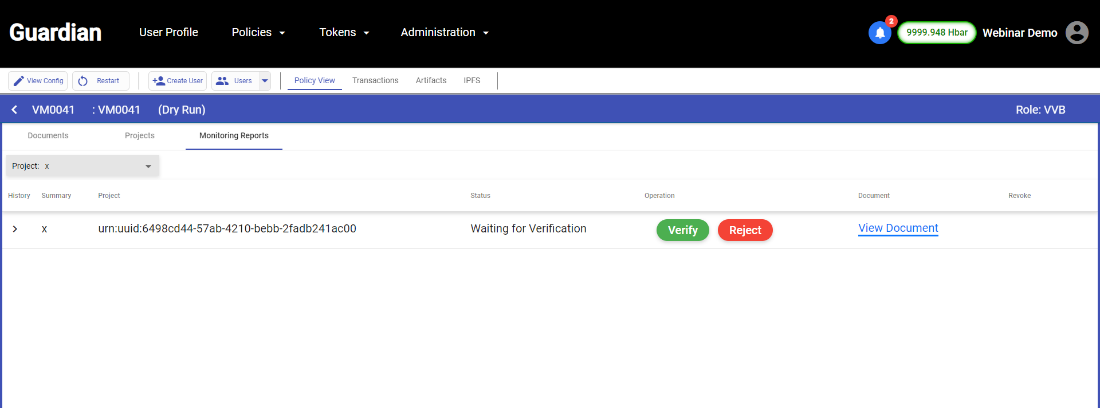 Guardian User Profile Policies Tokens Administration 2 9999.948 Hbar Webinar Demo
View Config Restart Create User Users Policy View Transactions Artifacts IPFS
VM0041 : VM0041 (Dry Run) Role: VVB
Documents Projects Monitoring Reports
Project: x
History Summary Project Status Operation Document Revoke
x urn:uuid:6498cd44-57ab-4210-bebb-2fadb241ac00 Waiting for Verification Verify Reject View Document